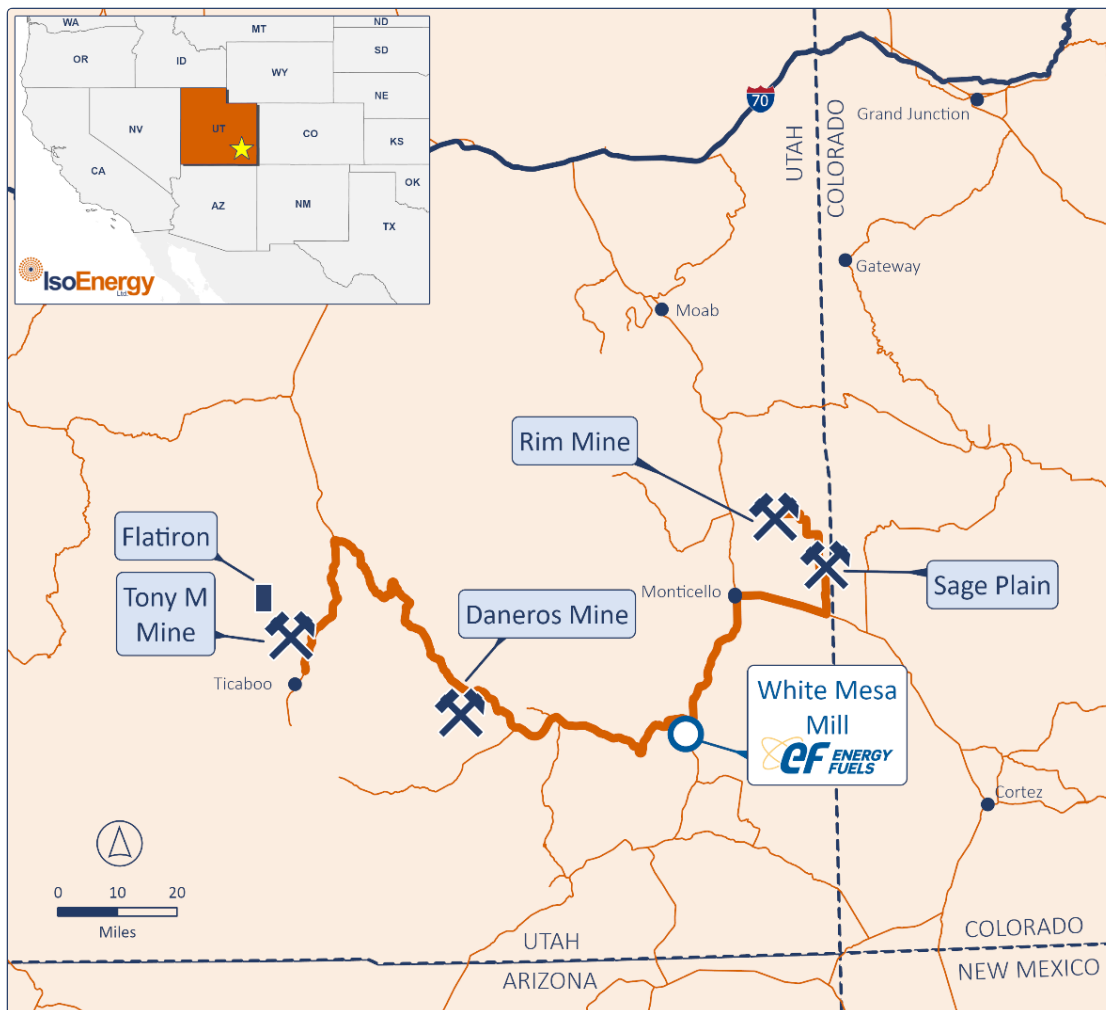 WA
MT
ND
OR
ID
SD
WY
NE
NV
UT
CO
KS
CA
OK
AZ
NM
TX
IsoEnergy
Ltd.
70
Grand Junction
UTAH
COLORADO
Gateway
Moab
Rim Mine
Flatiron
Tony M
Mine
Daneros Mine
Monticello
Sage Plain
Ticaboo
White Mesa
Mill
ef ENERGY
FUELS
Cortez
0 10 20
Miles
UTAH
ARIZONA
COLORADO
NEW MEXICO